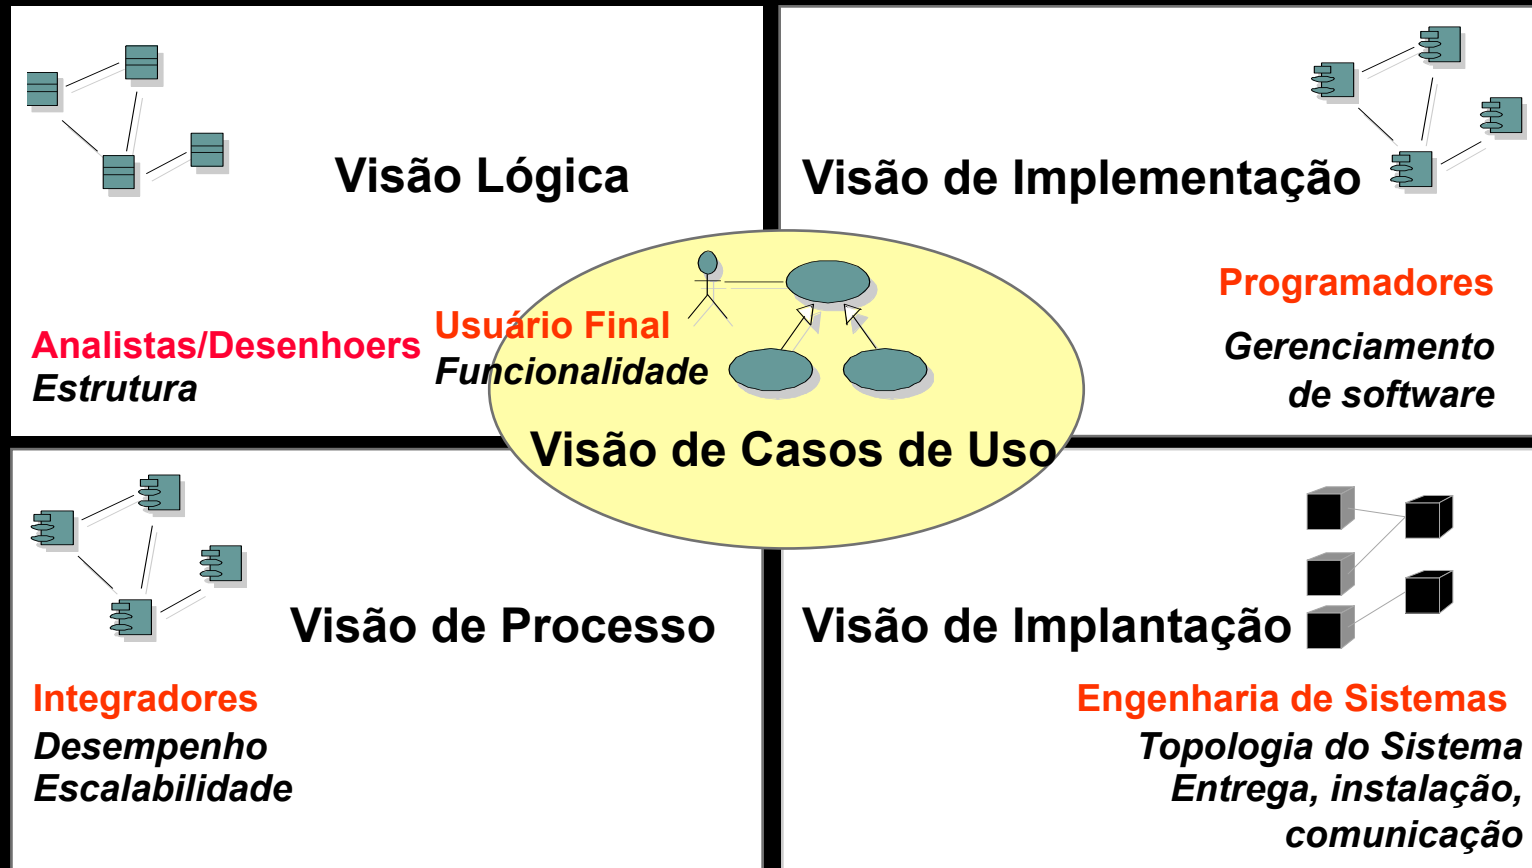 Visão Lógica
Analistas/Desenhoers
Estrutura
Visão de Implementação
Programadores
Gerenciamento
de software
Usuário Final
Funcionalidade
Visão de Casos de Uso
Visão de Processo
Integradores
Desempenho
Escalabilidade
Visão de Implantação
Engenharia de Sistemas
Topologia do Sistema
Entrega, instalação,
comunicação